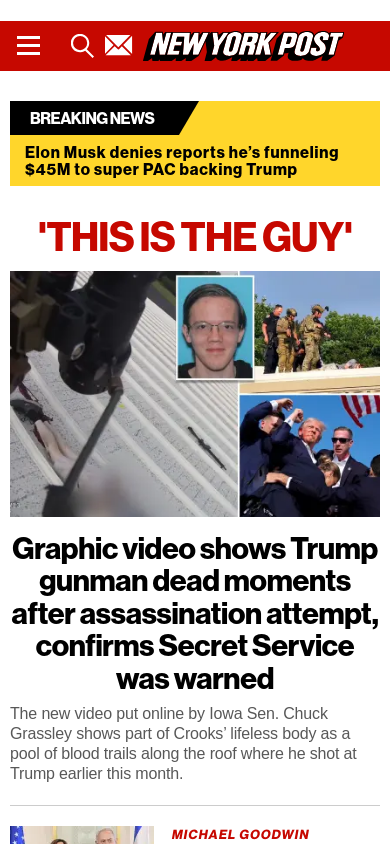 NEW YORK POST
BREAKING NEWS
Elon Musk denies reports he's funneling
$45M to super PAC backing Trump
'THIS IS THE GUY'
Graphic video shows Trump
gunman dead moments
after assassination attempt,
confirms Secret Service
was warned
The new video put online by Iowa Sen. Chuck
Grassley shows part of Crooks' lifeless body as a
pool of blood trails along the roof where he shot at
Trump earlier this month.
MICHAEL GOODWIN